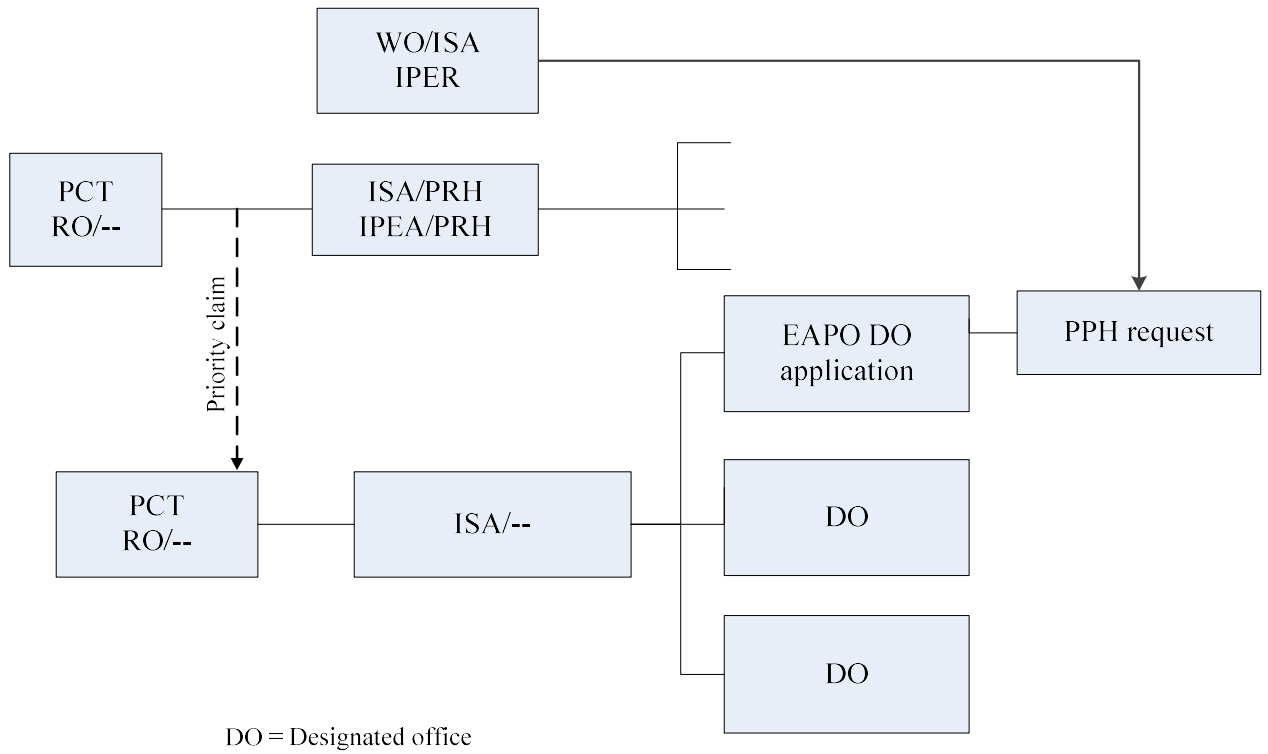 WO/ISA
IPER
PCT
RO/--
ISA/PRH
IPEA/PRH
Priority claim
EAPO DO
application
PPH request
PCT
RO/--
ISA/--
DO
DO
DO = Designated office